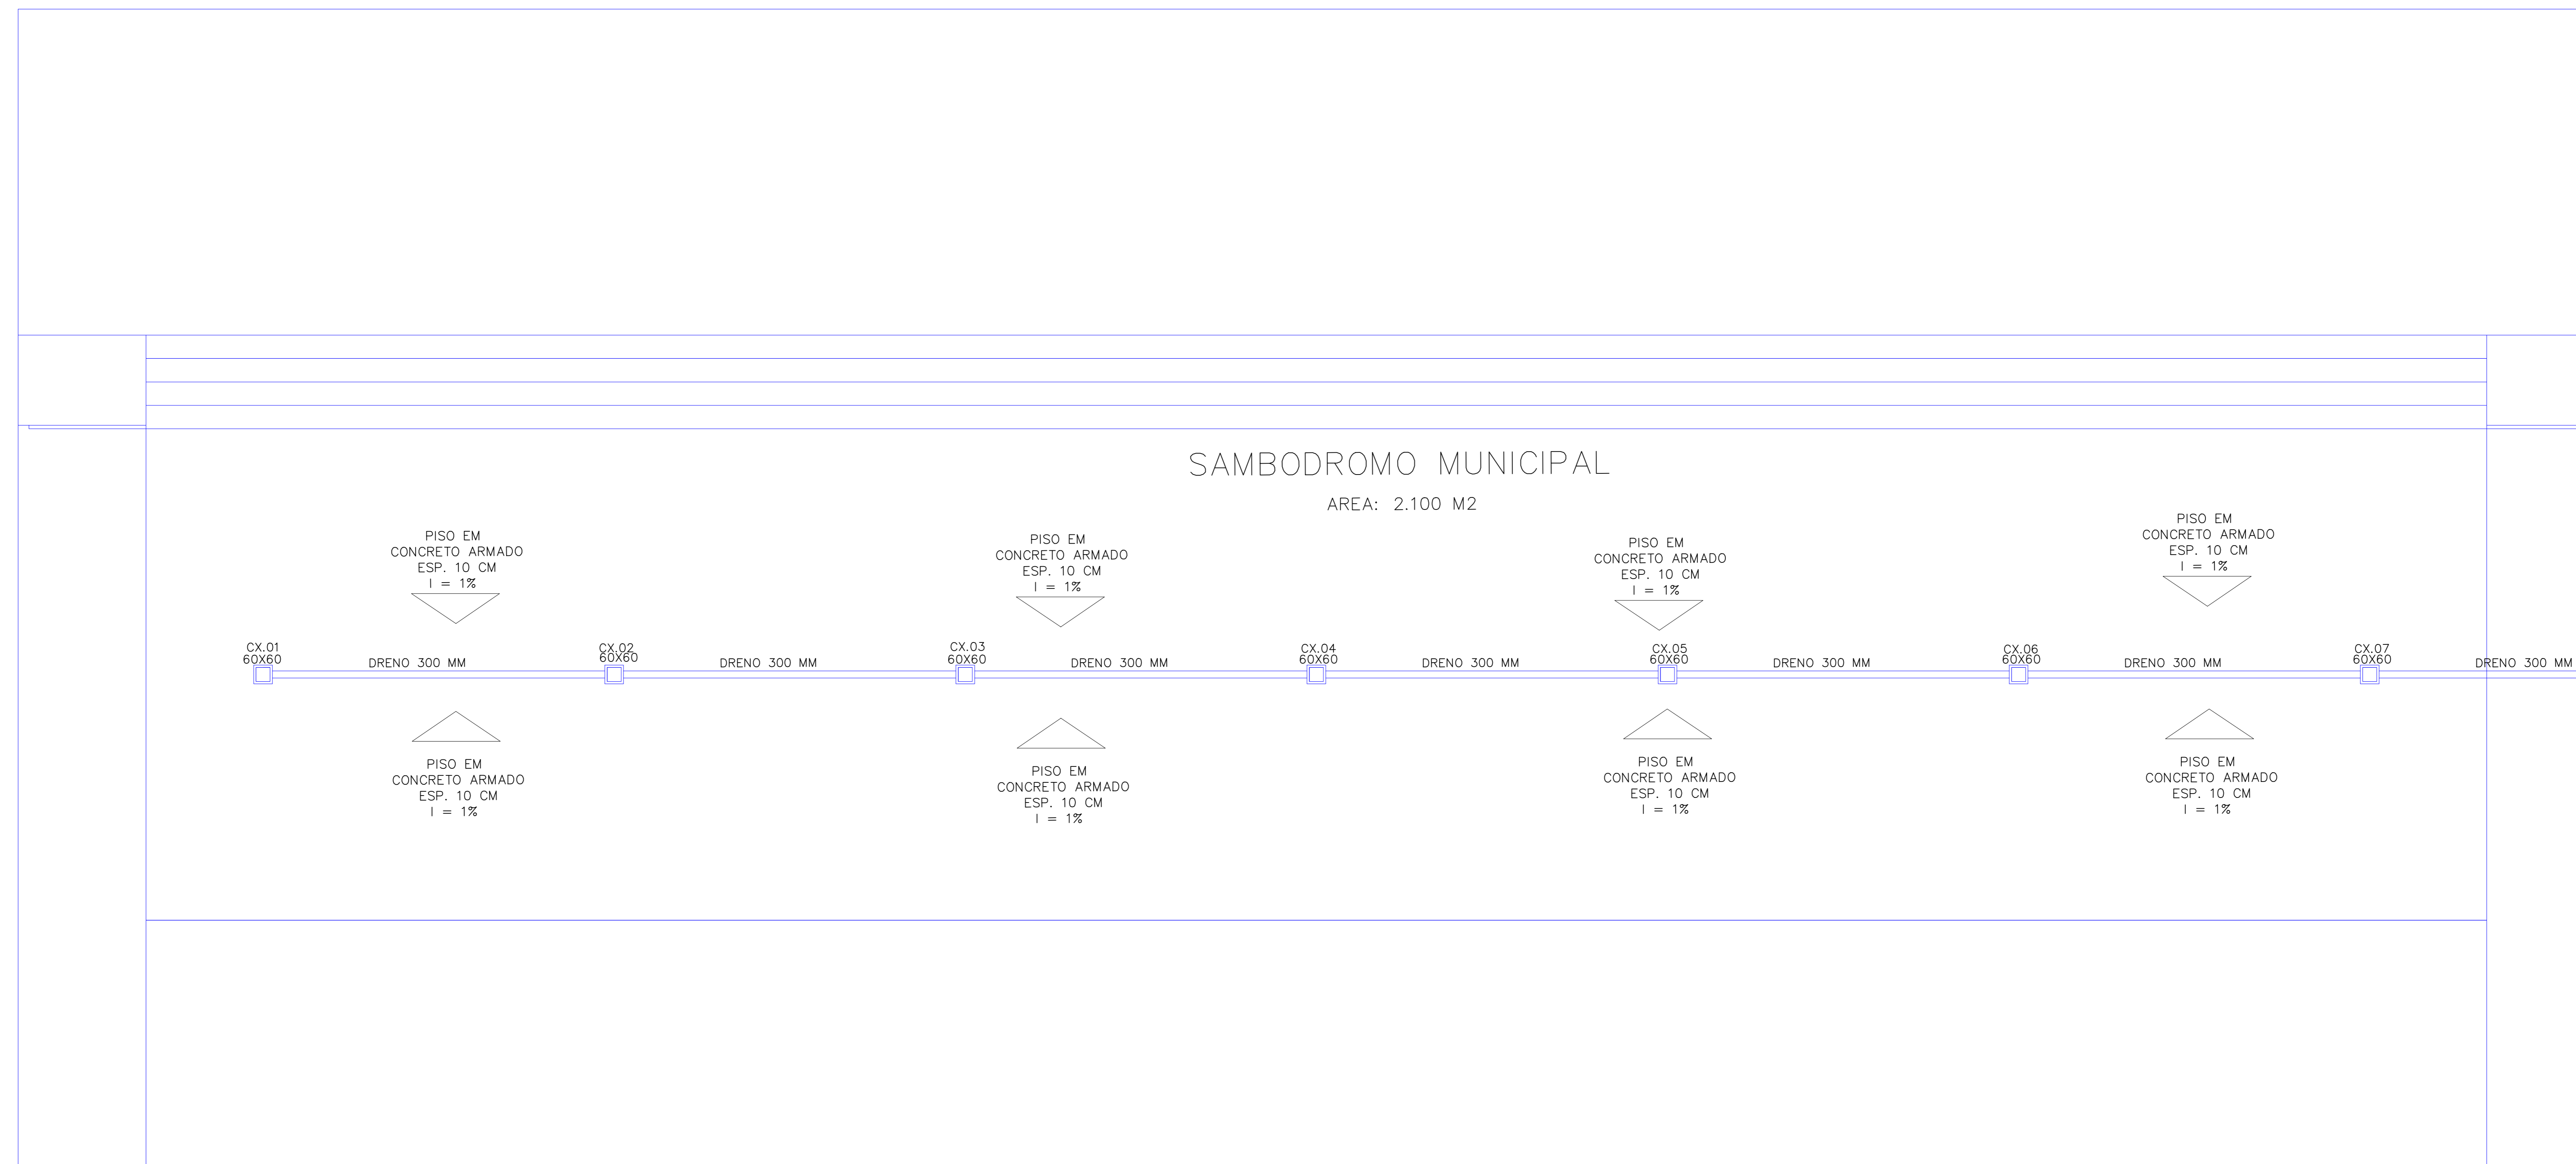 SAMBODROMO MUNICIPAL
AREA: 2.100 M2
PISO EM
CONCRETO ARMADO
ESP. 10 CM
I = 1%
PISO EM
CONCRETO ARMADO
ESP. 10 CM
I = 1%
PISO EM
CONCRETO ARMADO
ESP. 10 CM
I = 1%
PISO EM
CONCRETO ARMADO
ESP. 10 CM
I = 1%
CX.01
60X60
DRENO 300 MM
CX.02
60X60
DRENO 300 MM
CX.03
60X60
DRENO 300 MM
CX.04
60X60
DRENO 300 MM
CX.05
60X60
DRENO 300 MM
CX.06
60X60
DRENO 300 MM
CX.07
60X60
DRENO 300 MM
PISO EM
CONCRETO ARMADO
ESP. 10 CM
I = 1%
PISO EM
CONCRETO ARMADO
ESP. 10 CM
I = 1%
PISO EM
CONCRETO ARMADO
ESP. 10 CM
I = 1%
PISO EM
CONCRETO ARMADO
ESP. 10 CM
I = 1%